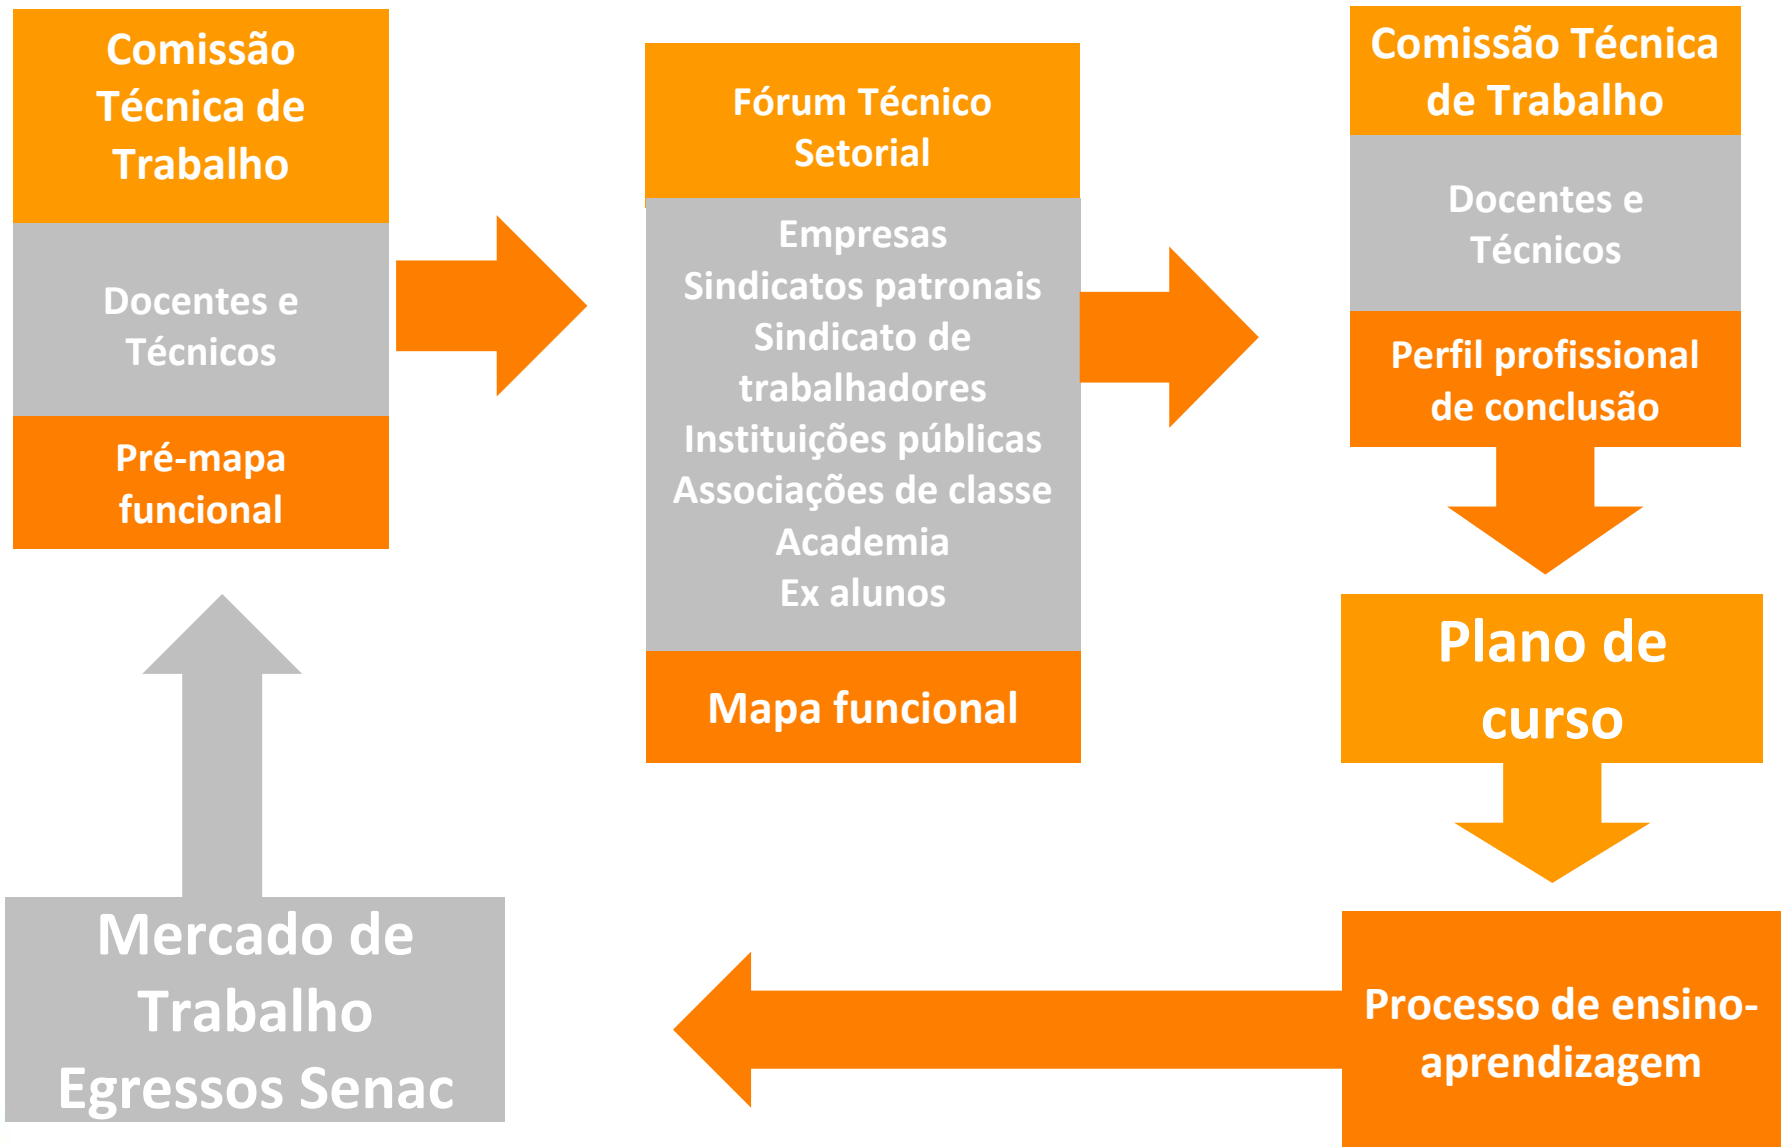 Comissão
Técnica de
Trabalho
Docentes e
Técnicos
Pré-mapa
funcional
Fórum Técnico
Setorial
Empresas
Sindicatos patronais
Sindicato de
trabalhadores
Instituições públicas
Associações de classe
Academia
Ex alunos
Mapa funcional
Comissão Técnica
de Trabalho
Docentes e
Técnicos
Perfil profissional
de conclusão
Plano de
curso
Processo de ensino-
aprendizagem
Mercado de
Trabalho
Egressos Senac